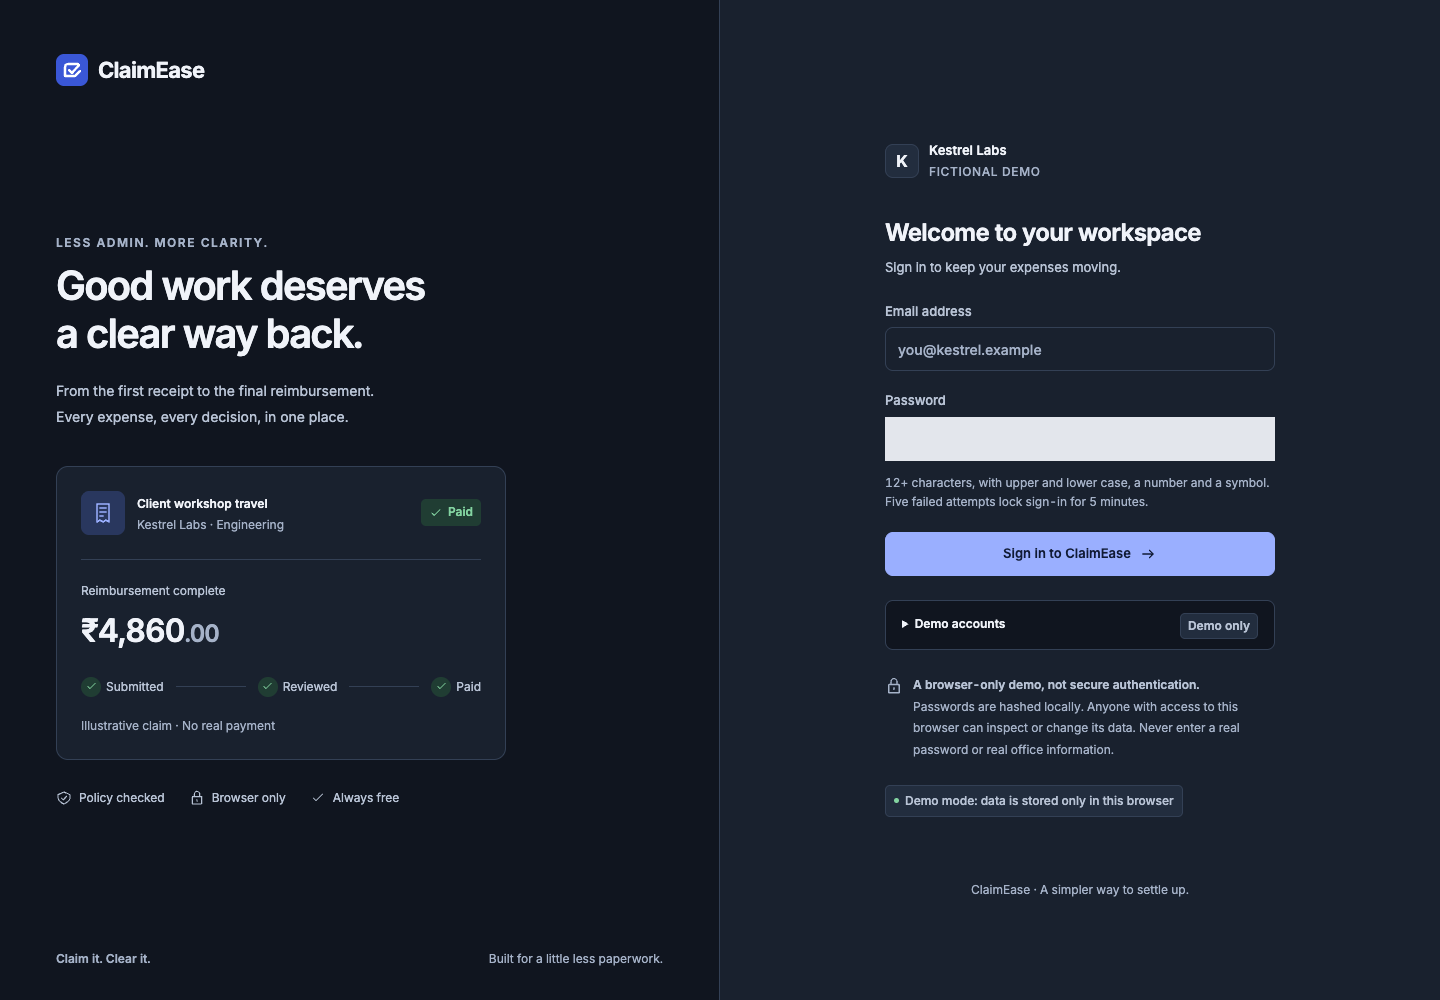 ClaimEase
LESS ADMIN. MORE CLARITY.
Good work deserves
a clear way back.
From the first receipt to the final reimbursement.
Every expense, every decision, in one place.
Client workshop travel
Kestrel Labs · Engineering
Paid
Reimbursement complete
₹4,860.00
Submitted
Reviewed
Paid
Illustrative claim · No real payment
Policy checked
Browser only
Always free
Claim it. Clear it.
Built for a little less paperwork.
K
Kestrel Labs
FICTIONAL DEMO
Welcome to your workspace
Sign in to keep your expenses moving.
Email address
you@kestrel.example
Password
12+ characters, with upper and lower case, a number and a symbol.
Five failed attempts lock sign-in for 5 minutes.
Sign in to ClaimEase →
Demo accounts
Demo only
A browser-only demo, not secure authentication.
Passwords are hashed locally. Anyone with access to this
browser can inspect or change its data. Never enter a real
password or real office information.
Demo mode: data is stored only in this browser
ClaimEase · A simpler way to settle up.